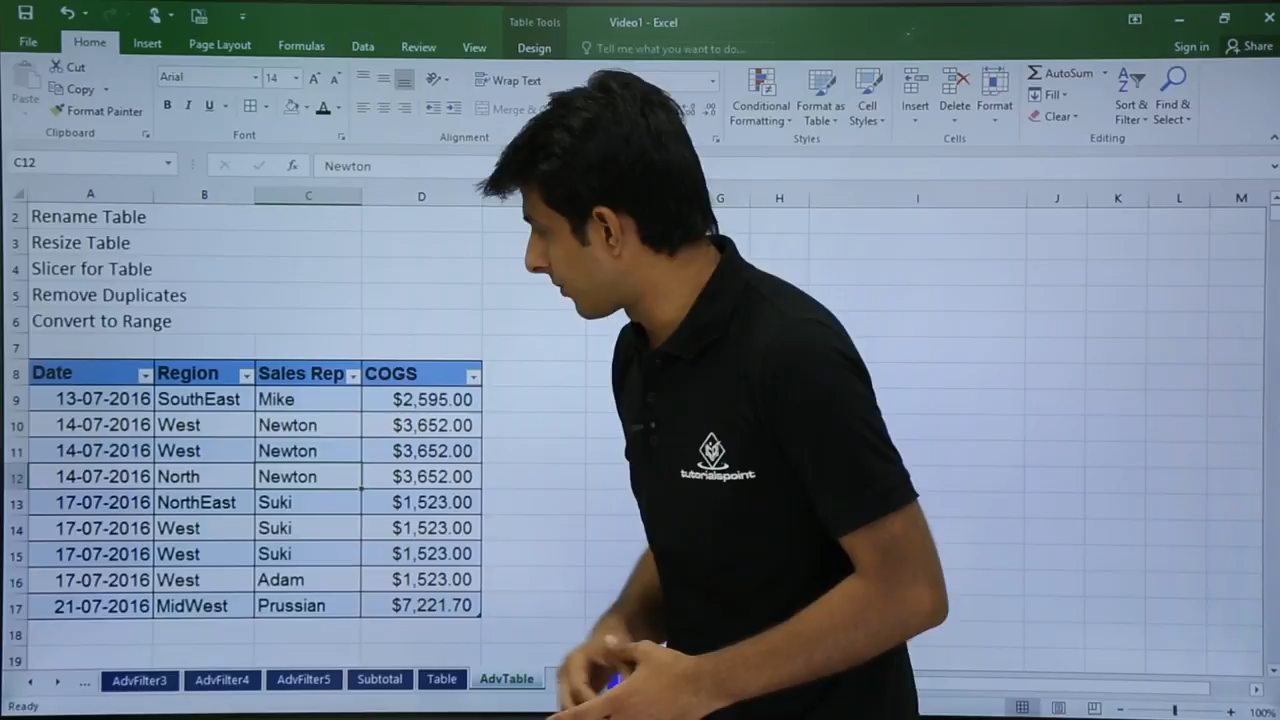 Table Tools
Video1 - Excel
File
Home
Insert
Page Layout
Formulas
Data
Review
View
Design
Tell me what you want to do...
Sign in
Share
Paste
Cut
Copy
Format Painter
Clipboard
Arial
14
B I U
Font
Wrap Text
Merge &
Alignment
Conditional Formatting
Format as Table
Cell Styles
Styles
Insert
Delete
Format
Cells
AutoSum
Fill
Clear
Sort & Filter
Find & Select
Editing
C12
fx
Newton
A B C D G H I J K L M
2 Rename Table
3 Resize Table
4 Slicer for Table
5 Remove Duplicates
6 Convert to Range
7
8 Date Region Sales Rep COGS
9 13-07-2016 SouthEast Mike $2,595.00
10 14-07-2016 West Newton $3,652.00
11 14-07-2016 West Newton $3,652.00
12 14-07-2016 North Newton $3,652.00
13 17-07-2016 NorthEast Suki $1,523.00
14 17-07-2016 West Suki $1,523.00
15 17-07-2016 West Suki $1,523.00
16 17-07-2016 West Adam $1,523.00
17 21-07-2016 MidWest Prussian $7,221.70
18
19
tutorialspoint
... AdvFilter3 AdvFilter4 AdvFilter5 Subtotal Table AdvTable
Ready
100%